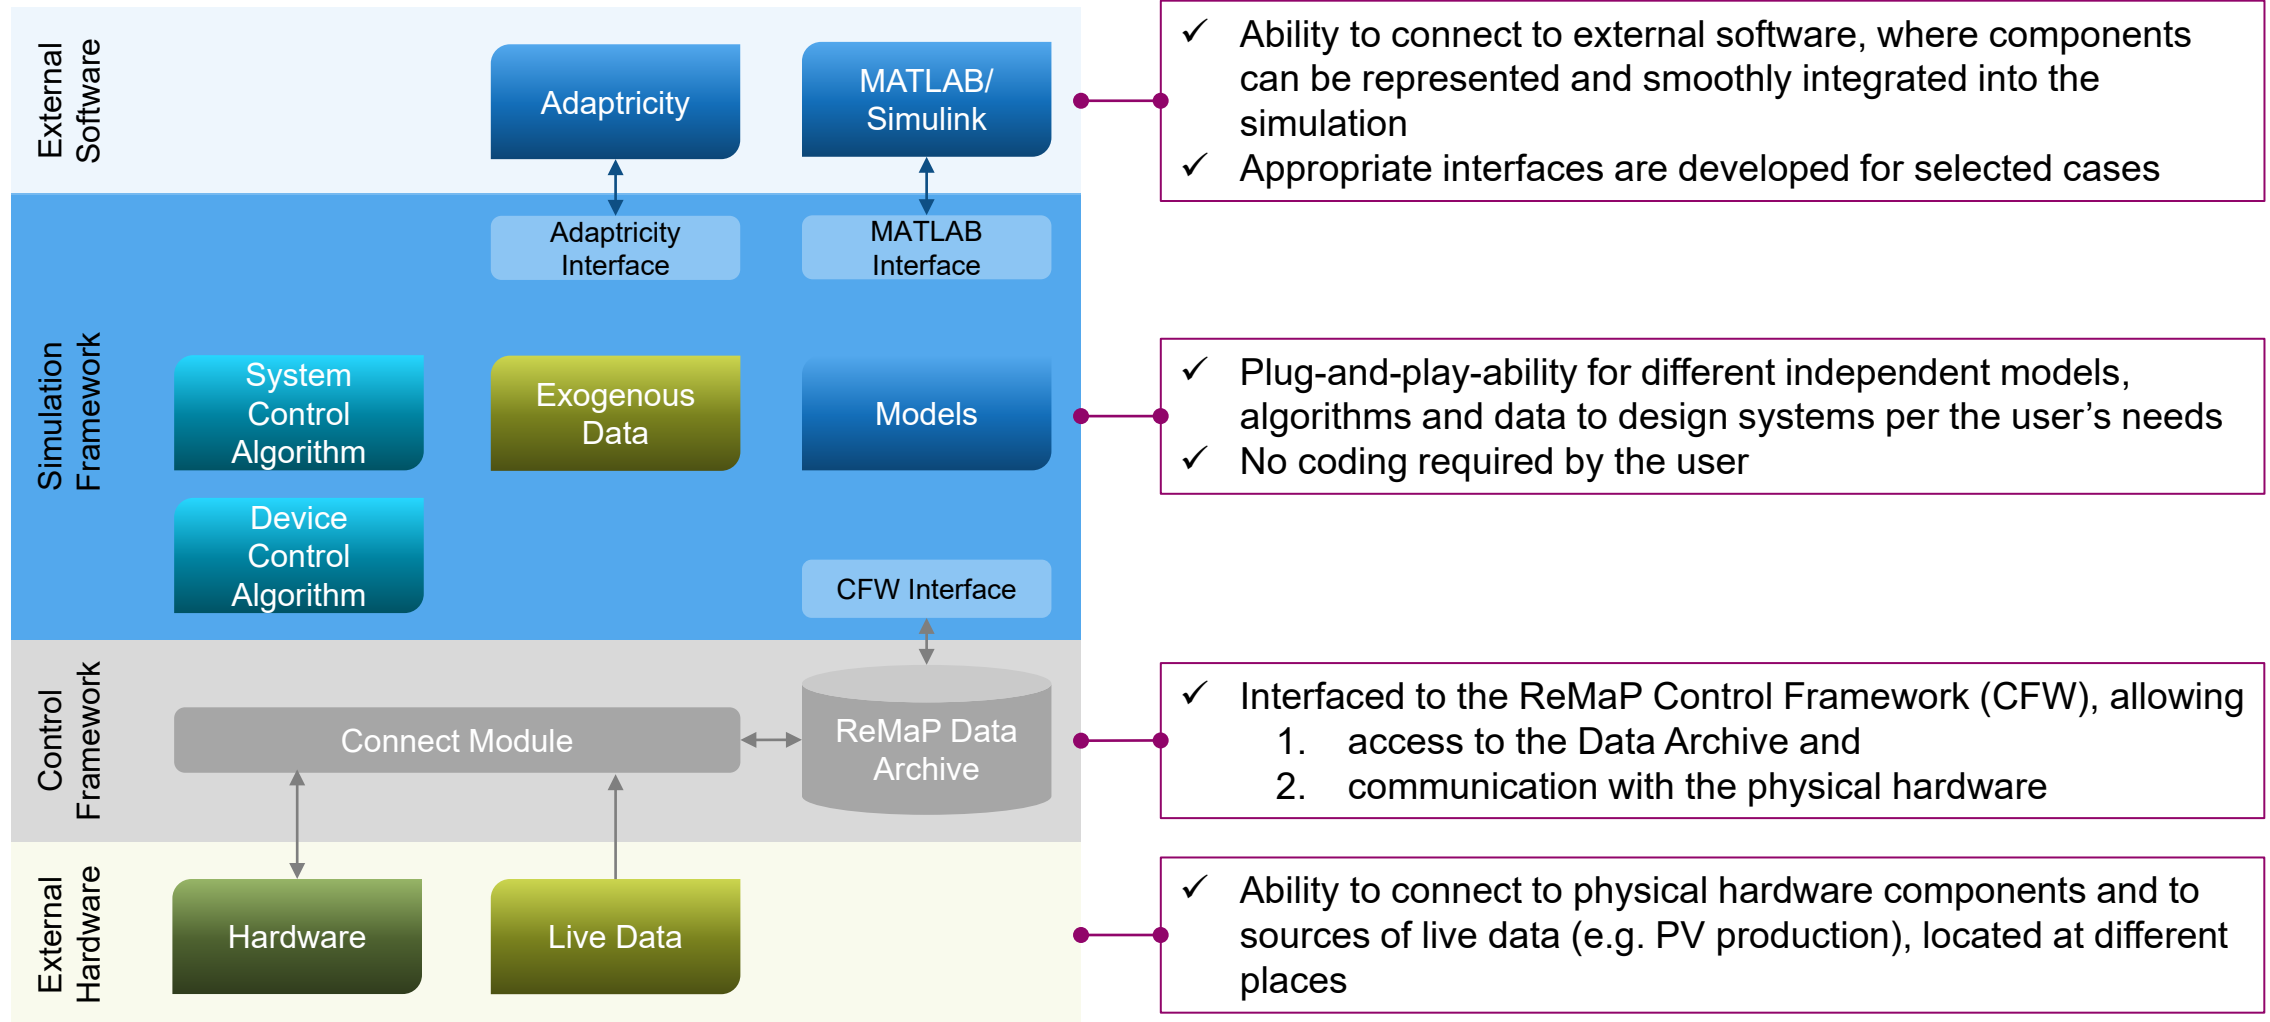 External
Software
Adaptricity
MATLAB/
Simulink
✓ Ability to connect to external software, where components
can be represented and smoothly integrated into the
simulation
✓ Appropriate interfaces are developed for selected cases
Simulation
Framework
Adaptricity
Interface
MATLAB
Interface
System
Control
Algorithm
Exogenous
Data
Models
Device
Control
Algorithm
CFW Interface
✓ Plug-and-play-ability for different independent models,
algorithms and data to design systems per the user’s needs
✓ No coding required by the user
Control
Framework
Connect Module
ReMaP Data
Archive
✓ Interfaced to the ReMaP Control Framework (CFW), allowing
1. access to the Data Archive and
2. communication with the physical hardware
External
Hardware
Hardware
Live Data
✓ Ability to connect to physical hardware components and to
sources of live data (e.g. PV production), located at different
places